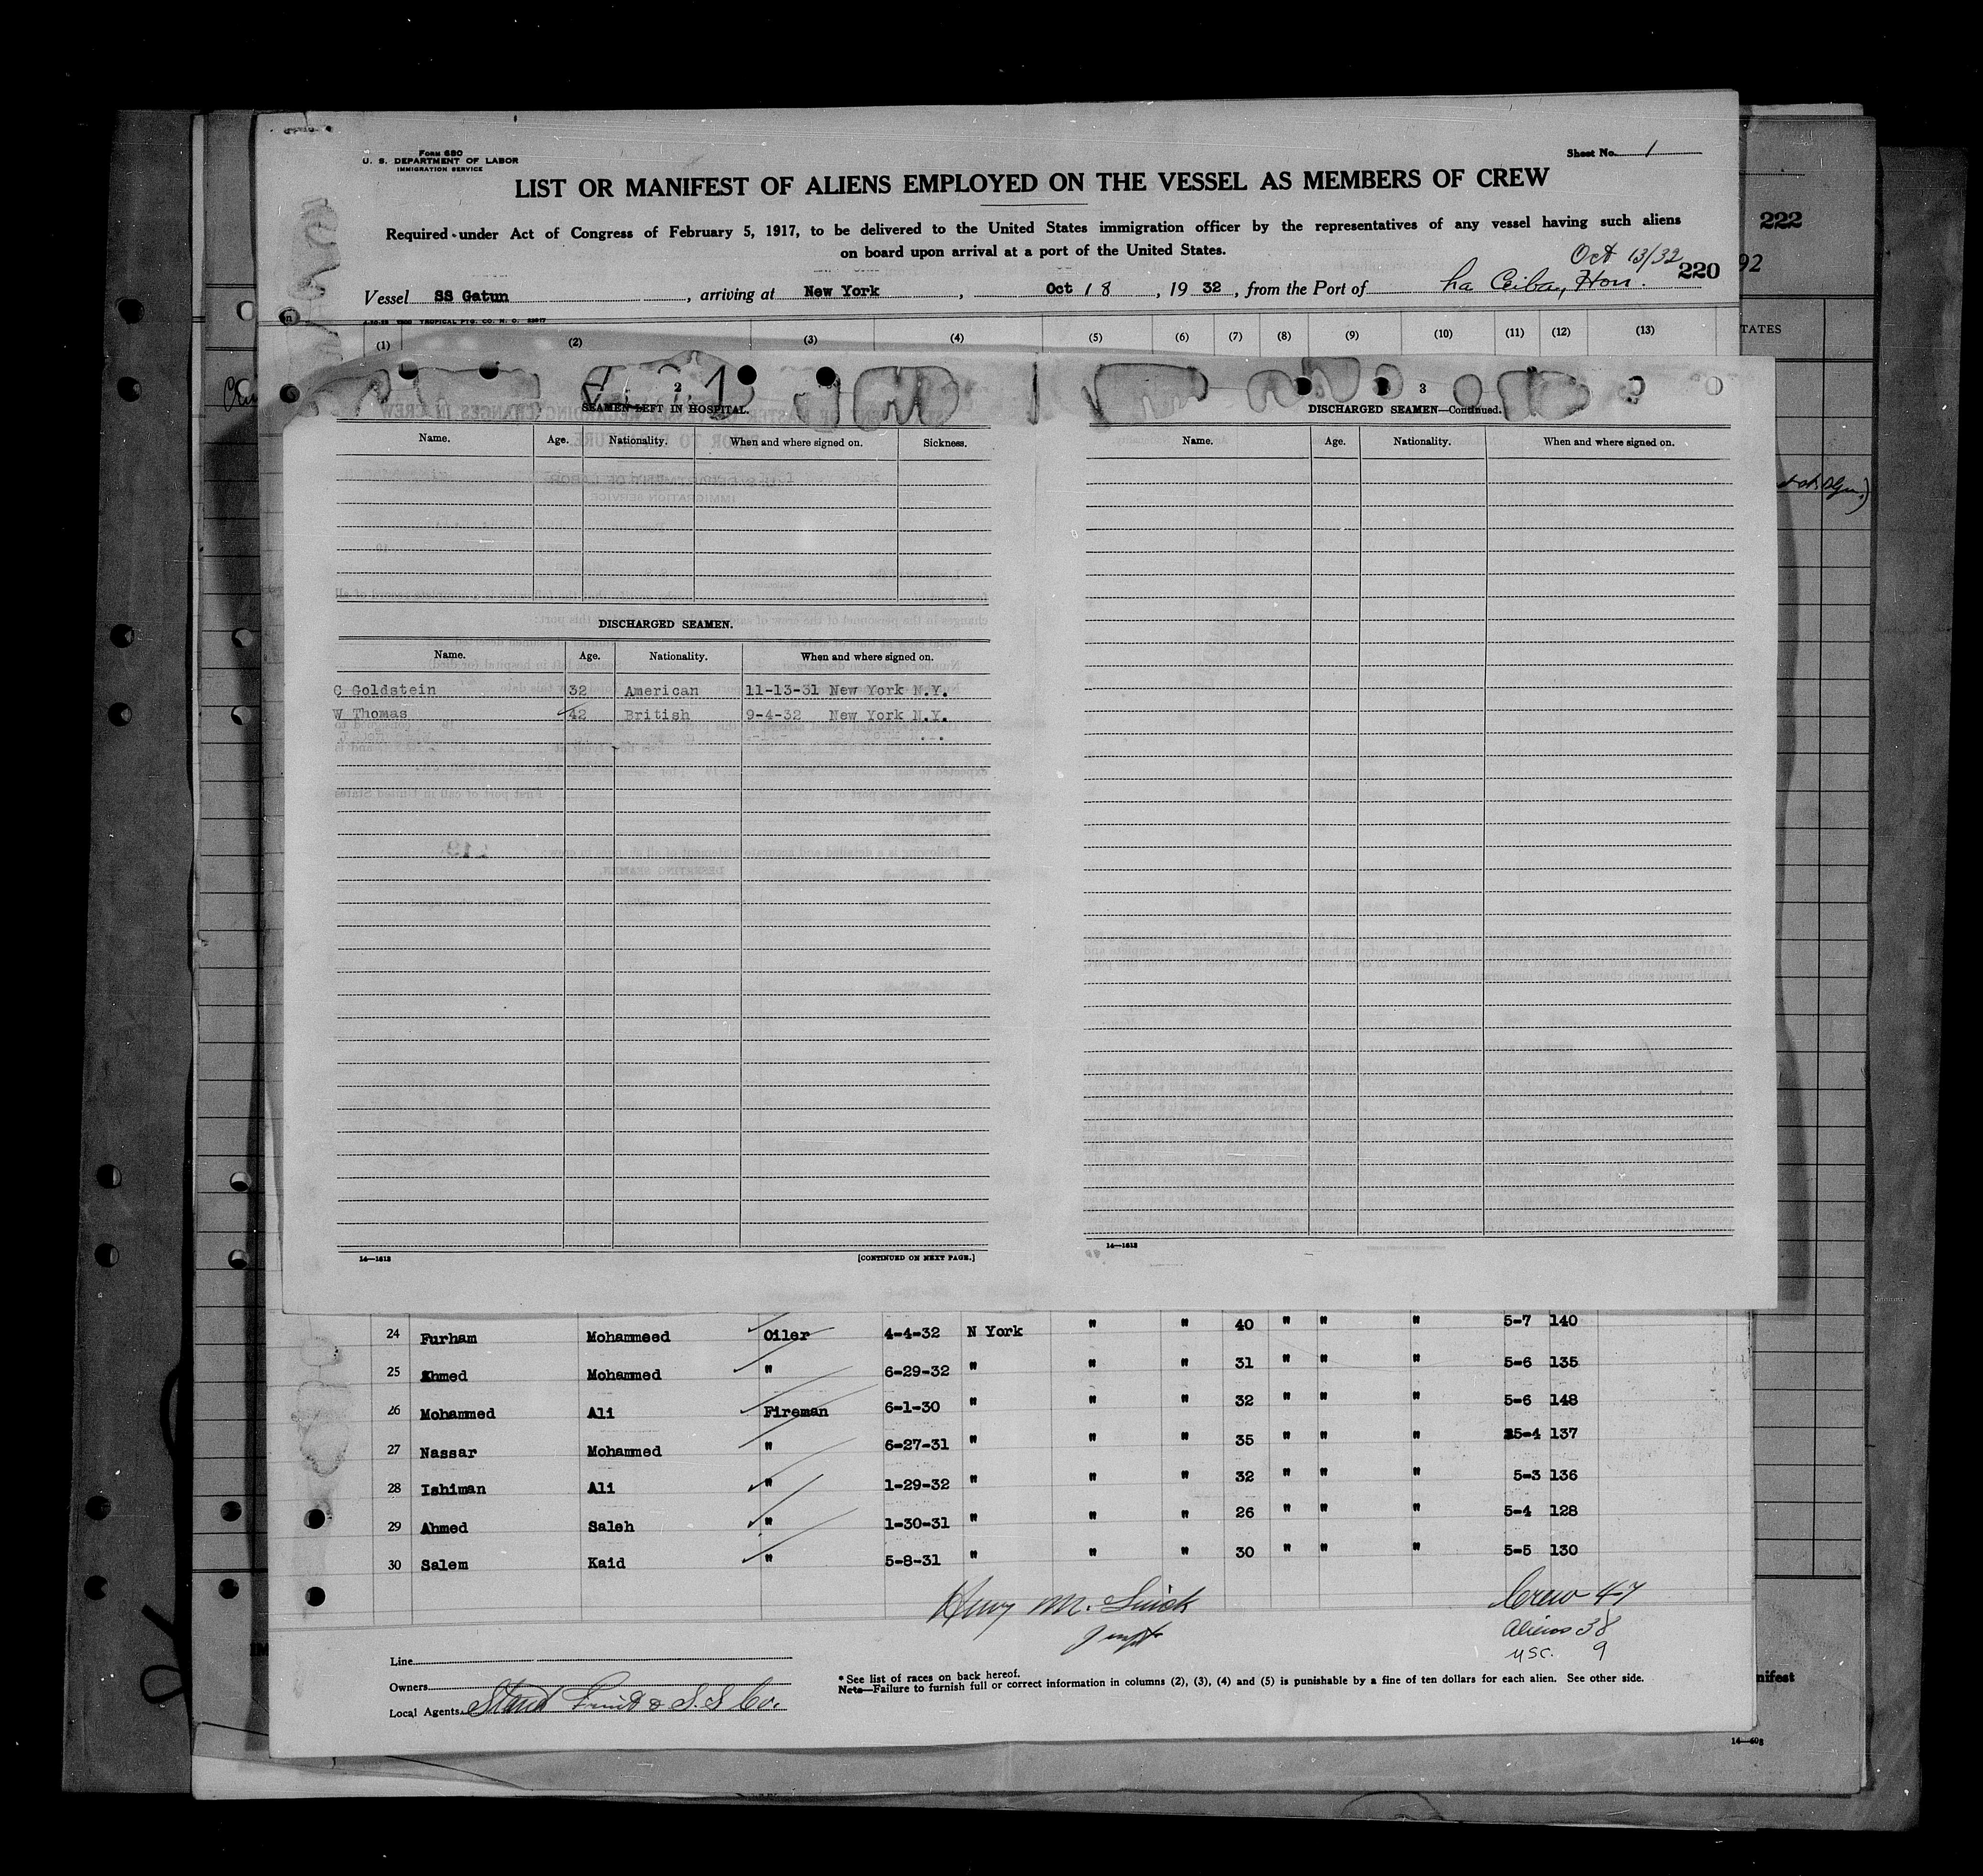 Form 680
U. S. DEPARTMENT OF LABOR
IMMIGRATION SERVICE
Sheet No. 1
LIST OR MANIFEST OF ALIENS EMPLOYED ON THE VESSEL AS MEMBERS OF CREW
Required under Act of Congress of February 5, 1917, to be delivered to the United States immigration officer by the representatives of any vessel having such aliens
on board upon arrival at a port of the United States.
222
Oct 13/32
220
92
Vessel SS Gatun, arriving at New York, Oct 18, 1932, from the Port of La Ceiba, Hon.
TATES
(1) (2) (3) (4) (5) (6) (7) (8) (9) (10) (11) (12) (13)
2
SEAMEN LEFT IN HOSPITAL.
Name. Age. Nationality. When and where signed on. Sickness.
DISCHARGED SEAMEN.
Name. Age. Nationality. When and where signed on.
C Goldstein 32 American 11-13-31 New York N.Y.
W Thomas 42 British 9-4-32 New York N.Y.
14—1618
[CONTINUED ON NEXT PAGE.]
3
DISCHARGED SEAMEN—Continued.
Name. Age. Nationality. When and where signed on.
14—1618
24 Furham Mohammeed Oiler 4-4-32 N York " " 40 " " " 5-7 140
25 Ahmed Mohammed " 6-29-32 " " " 31 " " " 5-6 135
26 Mohammed Ali Fireman 6-1-30 " " " 32 " " " 5-6 148
27 Nassar Mohammed " 6-27-31 " " " 35 " " " 5-4 137
28 Ishiman Ali " 1-29-32 " " " 32 " " " 5-3 136
29 Ahmed Saleh " 1-30-31 " " " 26 " " " 5-4 128
30 Salem Kaid " 5-8-31 " " " 30 " " " 5-5 130
Henry M.
Crew 47
Aliens 38
USC. 9
Line
Owners
Local Agents Stand Fruit & S.S Co.
* See list of races on back hereof.
Note—Failure to furnish full or correct information in columns (2), (3), (4) and (5) is punishable by a fine of ten dollars for each alien. See other side.
nifest
14—608